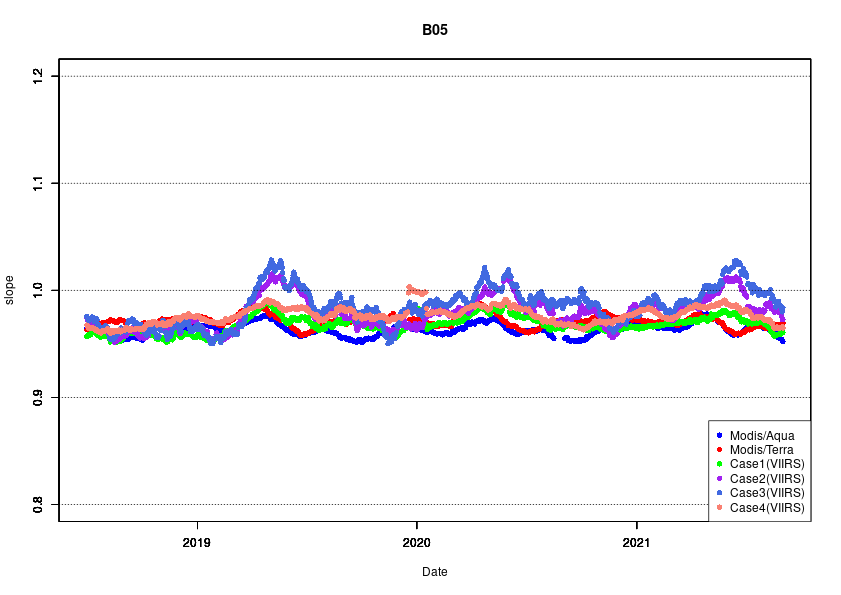 B05
slope
1.2
1.1
1.0
0.9
0.8
Modis/Aqua
Modis/Terra
Case1(VIIRS)
Case2(VIIRS)
Case3(VIIRS)
Case4(VIIRS)
2019 2020 2021
Date